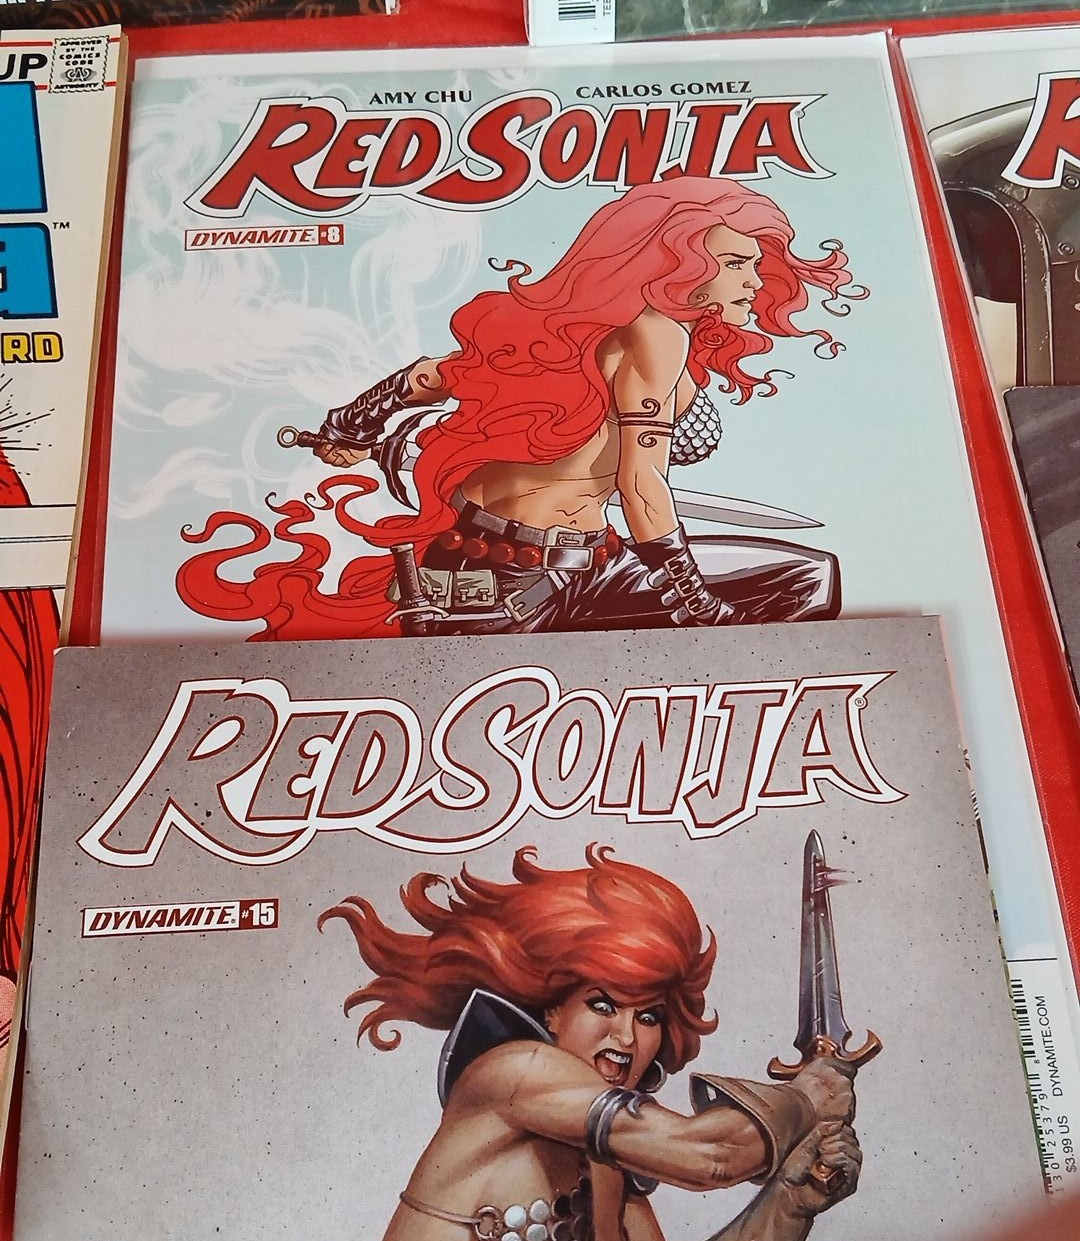 UP
APPROVED
BY THE
COMICS
CODE
AUTHORITY
™
RD
AMY CHU CARLOS GOMEZ
RED SONJA
DYNAMITE. #8
R
RED SONJA®
DYNAMITE. #15
$3.99 US DYNAMITE.COM